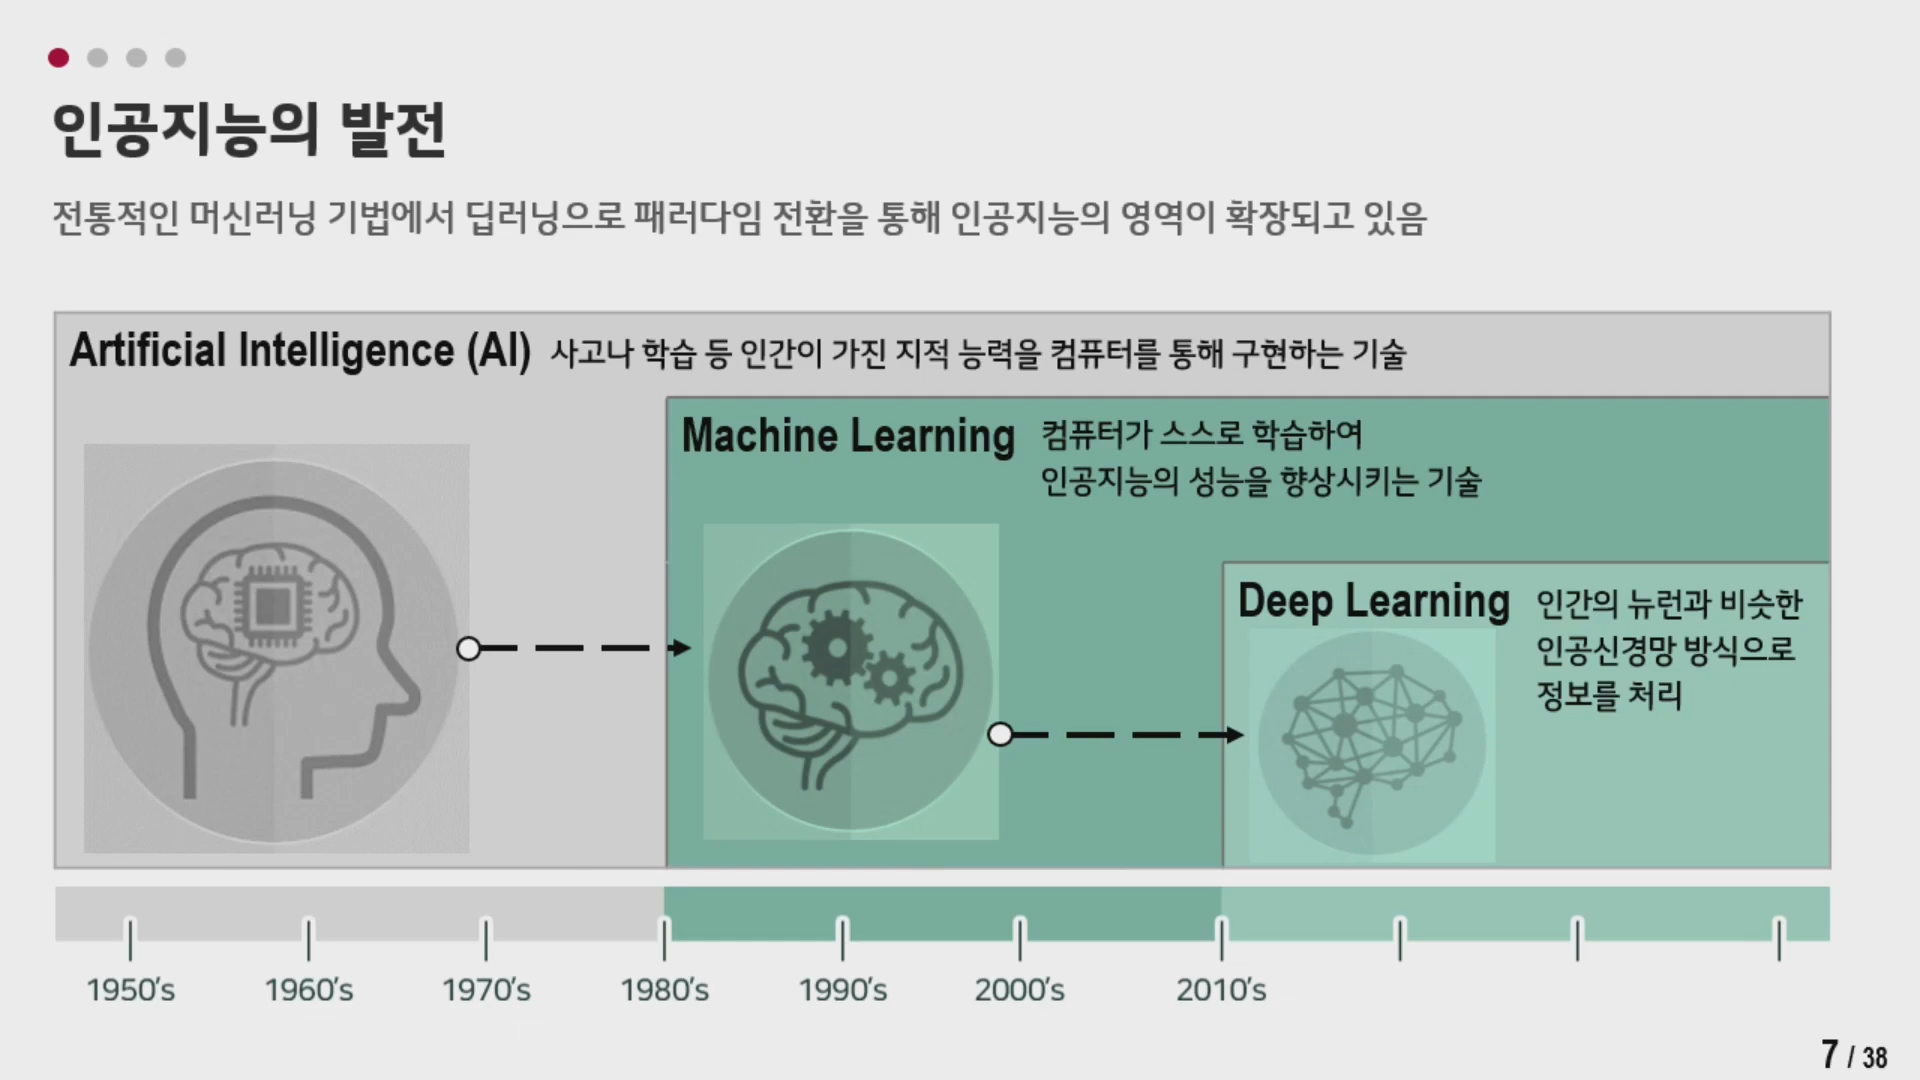 인공지능의 발전
전통적인 머신러닝 기법에서 딥러닝으로 패러다임 전환을 통해 인공지능의 영역이 확장되고 있음
Artificial Intelligence (AI) 사고나 학습 등 인간이 가진 지적 능력을 컴퓨터를 통해 구현하는 기술
Machine Learning 컴퓨터가 스스로 학습하여
인공지능의 성능을 향상시키는 기술
Deep Learning 인간의 뉴런과 비슷한
인공신경망 방식으로
정보를 처리
1950's 1960's 1970's 1980's 1990's 2000's 2010's
7 / 38